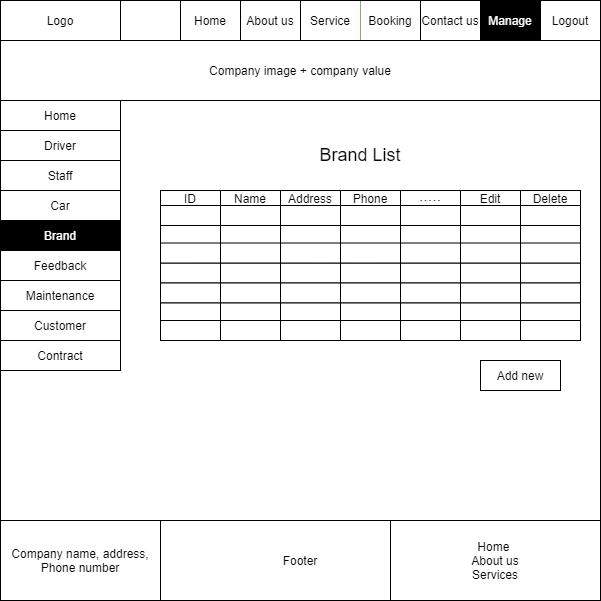 Logo
Home
About us
Service
Booking
Contact us
Manage
Logout
Company image + company value
Home
Driver
Staff
Car
Brand
Feedback
Maintenance
Customer
Contract
Brand List
ID
Name
Address
Phone
.....
Edit
Delete
Add new
Company name, address,
Phone number
Footer
Home
About us
Services